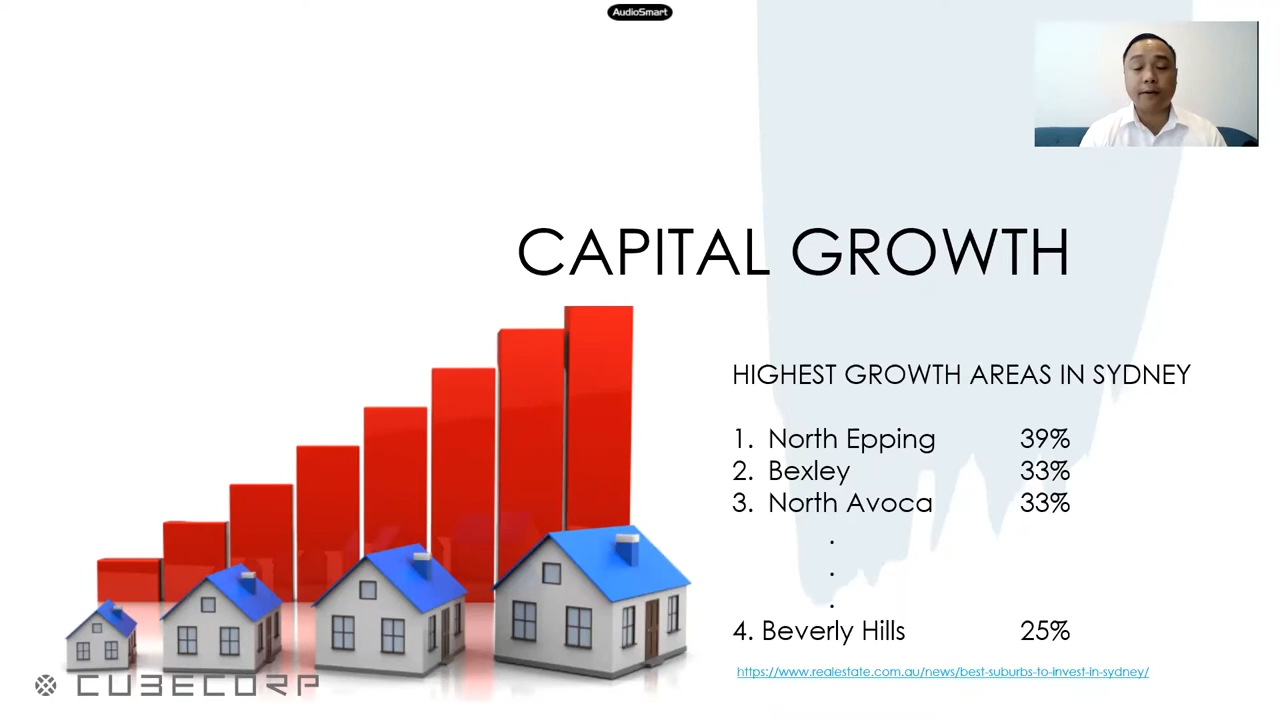 AudioSmart
CAPITAL GROWTH
HIGHEST GROWTH AREAS IN SYDNEY
1. North Epping 39%
2. Bexley 33%
3. North Avoca 33%
.
.
.
4. Beverly Hills 25%
https://www.realestate.com.au/news/best-suburbs-to-invest-in-sydney/
CUBECORP